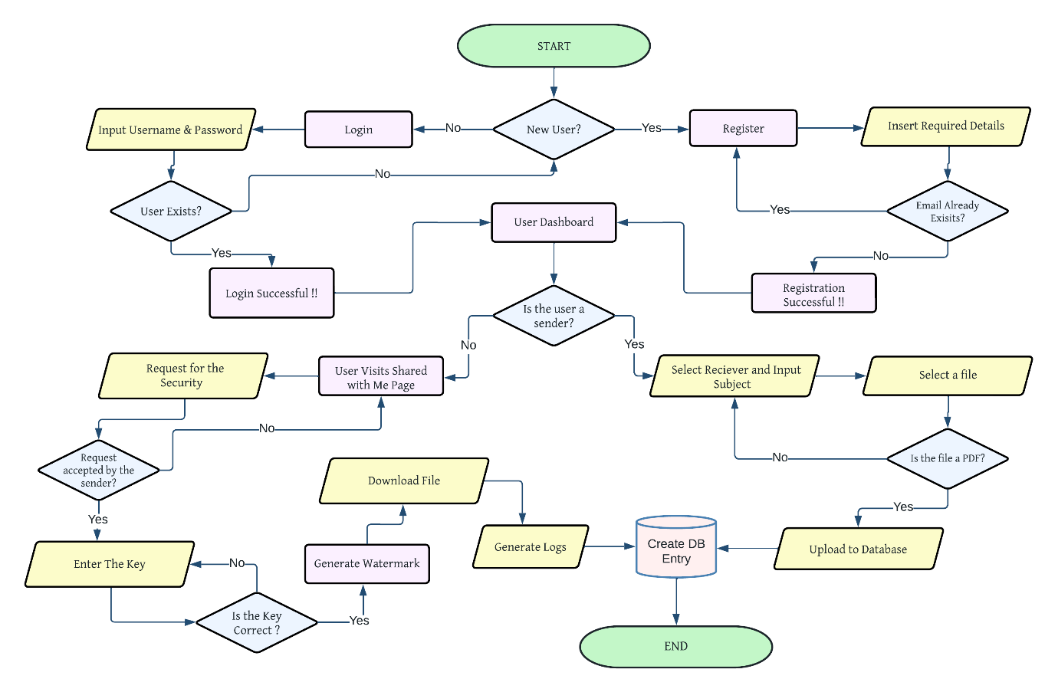 START
Input Username & Password
Login
No
New User?
Yes
Register
Insert Required Details
No
User Exists?
User Dashboard
Yes
Email Already
Exisits?
Yes
No
Login Successful !!
Registration
Successful !!
Is the user a
sender?
No
Yes
Request for the
Security
User Visits Shared
with Me Page
Select Reciever and Input
Subject
Select a file
No
Request
accepted by the
sender?
No
Is the file a PDF?
Download File
Yes
Yes
Generate Logs
Create DB
Entry
Upload to Database
Enter The Key
No
Generate Watermark
Is the Key
Correct ?
Yes
END